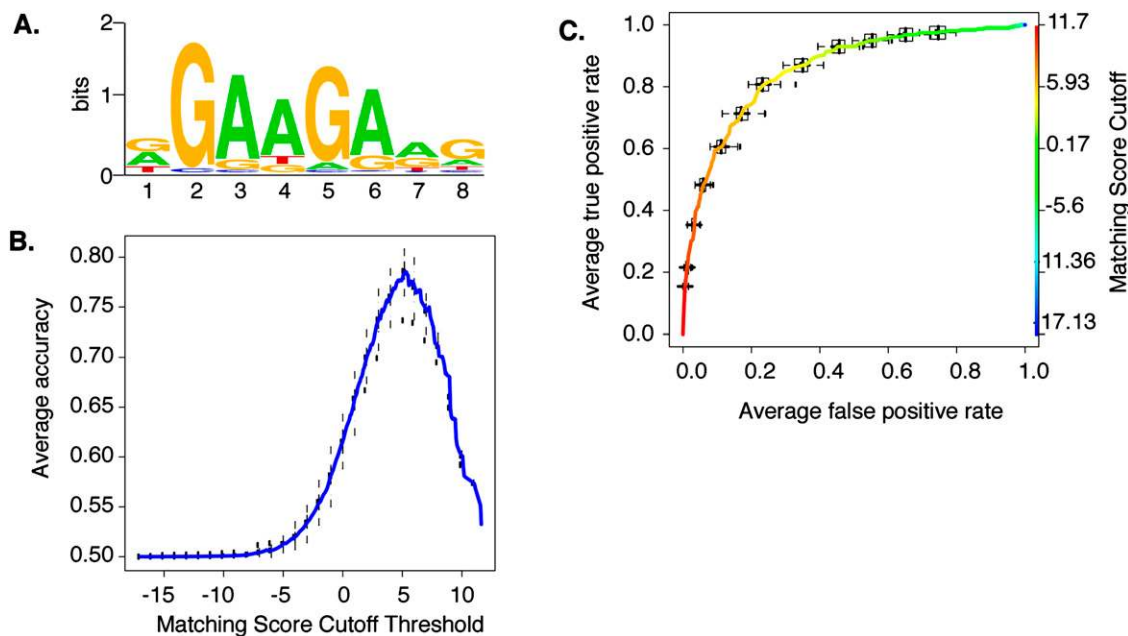 A.
2
1
0
bits
G
A
T
G
C
A
G
A
T
G
G
A
C
A
G
C
A
G
T
G
A
T
1 2 3 4 5 6 7 8
B.
0.80
0.75
0.70
0.65
0.60
0.55
0.50
Average accuracy
-15 -10 -5 0 5 10
Matching Score Cutoff Threshold
C.
1.0
0.8
0.6
0.4
0.2
0.0
Average true positive rate
0.0 0.2 0.4 0.6 0.8 1.0
Average false positive rate
11.7
5.93
0.17
-5.6
11.36
17.13
Matching Score Cutoff